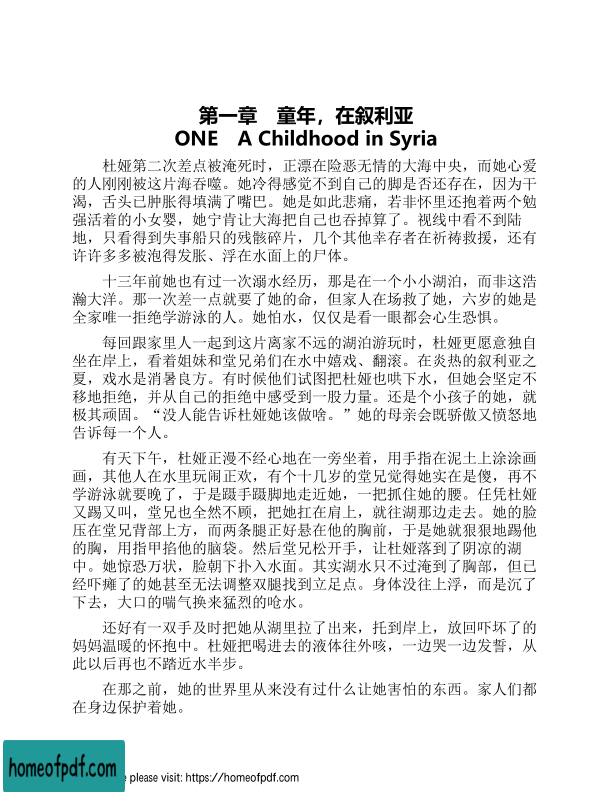 第一章　童年，在叙利亚
ONE　A Childhood in Syria
杜娅第二次差点被淹死时，正漂在险恶无情的大海中央，而她心爱
的人刚刚被这片海吞噬。她冷得感觉不到自己的脚是否还存在，因为干
渴，舌头已肿胀得填满了嘴巴。她是如此悲痛，若非怀里还抱着两个勉
强活着的小女婴，她宁肯让大海把自己也吞掉算了。视线中看不到陆
地，只看得到失事船只的残骸碎片，几个其他幸存者在祈祷救援，还有
许许多多被泡得发胀、浮在水面上的尸体。
十三年前她也有过一次溺水经历，那是在一个小小湖泊，而非这浩
瀚大洋。那一次差一点就要了她的命，但家人在场救了她，六岁的她是
全家唯一拒绝学游泳的人。她怕水，仅仅是看一眼都会心生恐惧。
每回跟家里人一起到这片离家不远的湖泊游玩时，杜娅更愿意独自
坐在岸上，看着姐妹和堂兄弟们在水中嬉戏、翻滚。在炎热的叙利亚之
夏，戏水是消暑良方。有时候他们试图把杜娅也哄下水，但她会坚定不
移地拒绝，并从自己的拒绝中感受到一股力量。还是个小孩子的她，就
极其顽固。“没人能告诉杜娅她该做啥。”她的母亲会既骄傲又愤怒地
告诉每一个人。
有天下午，杜娅正漫不经心地在一旁坐着，用手指在泥土上涂涂画
画，其他人在水里玩闹正欢，有个十几岁的堂兄觉得她实在是傻，再不
学游泳就要晚了，于是蹑手蹑脚地走近她，一把抓住她的腰。任凭杜娅
又踢又叫，堂兄也全然不顾，把她扛在肩上，就往湖那边走去。她的脸
压在堂兄背部上方，而两条腿正好悬在他的胸前，于是她就狠狠地踢他
的胸，用指甲掐他的脑袋。然后堂兄松开手，让杜娅落到了阴凉的湖
中。她惊恐万状，脸朝下扑入水面。其实湖水只不过淹到了胸部，但已
经吓瘫了的她甚至无法调整双腿找到立足点。身体没往上浮，而是沉了
下去，大口的喘气换来猛烈的呛水。
还好有一双手及时把她从湖里拉了出来，托到岸上，放回吓坏了的
妈妈温暖的怀抱中。杜娅把喝进去的液体往外咳，一边哭一边发誓，从
此以后再也不踏近水半步。
在那之前，她的世界里从来没有过什么让她害怕的东西。家人们都
在身边保护着她。
homeofpdf.com
e please visit: https://homeofpdf.com